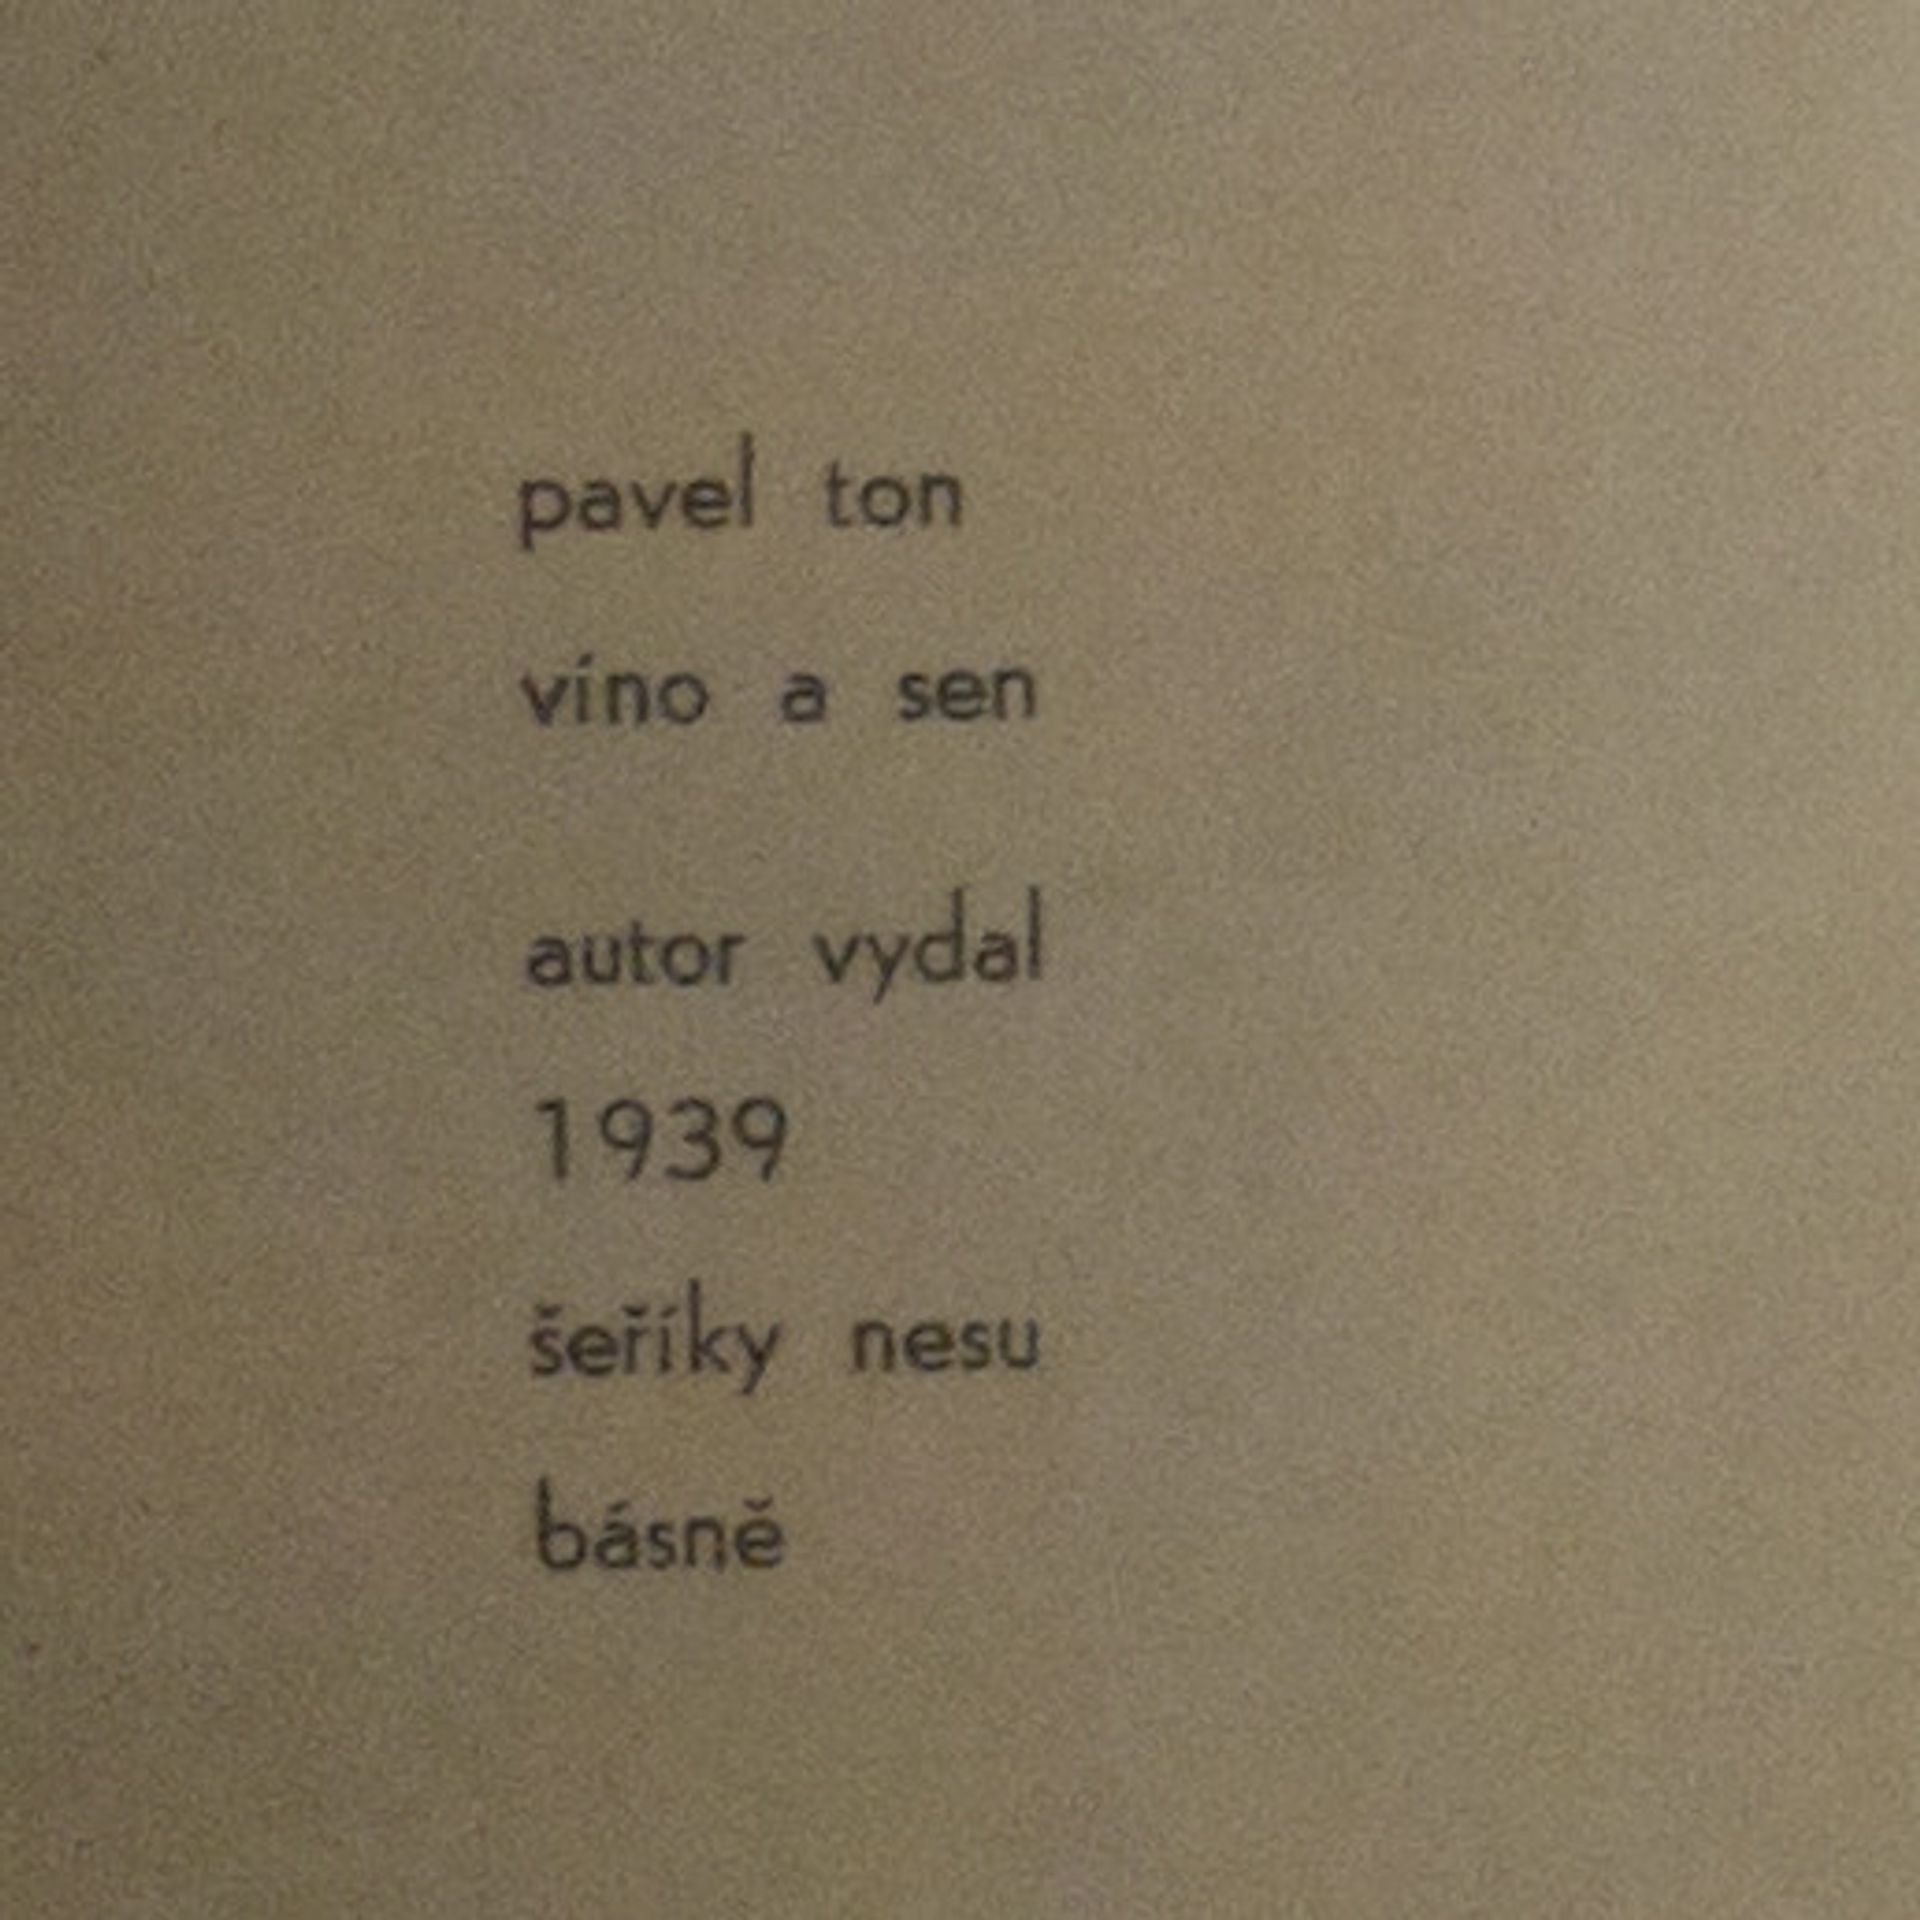 pavel ton
víno a sen
autor vydal
1939
šeříky nesu
básně